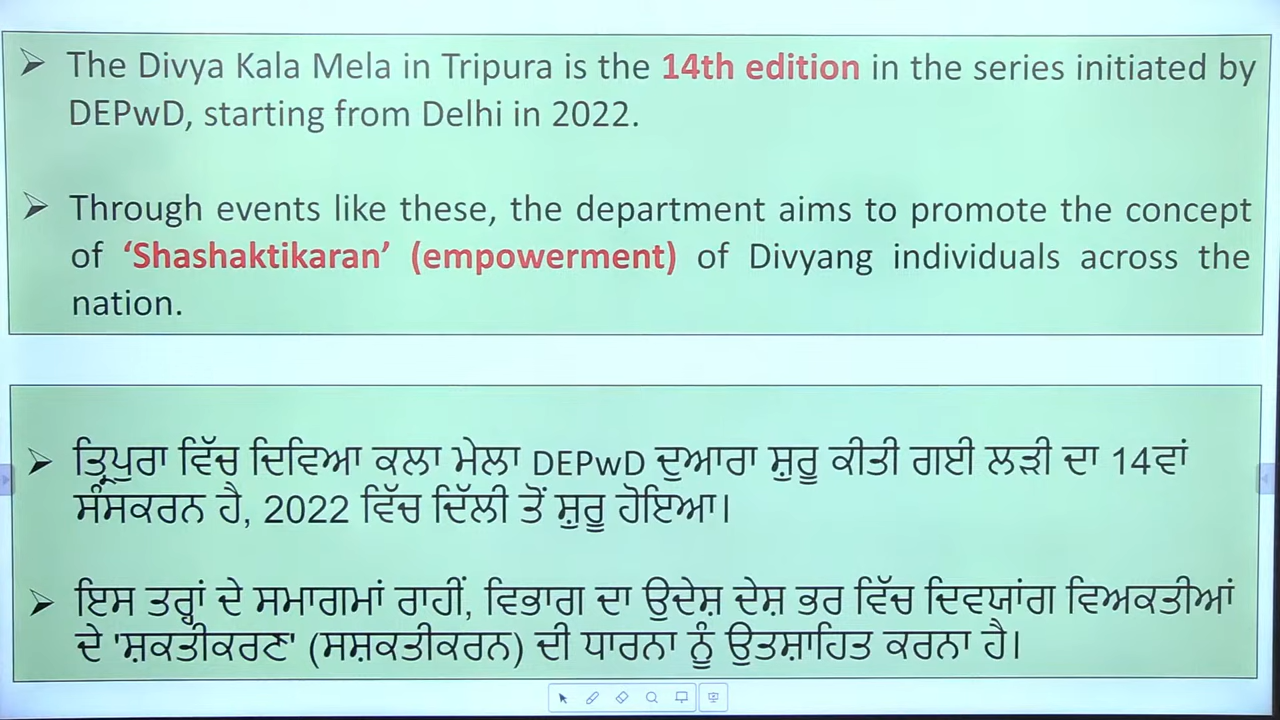 ➢ The Divya Kala Mela in Tripura is the 14th edition in the series initiated by
DEPwD, starting from Delhi in 2022.
➢ Through events like these, the department aims to promote the concept
of ‘Shashaktikaran’ (empowerment) of Divyang individuals across the
nation.
➢ ਤ੍ਰਿਪੁਰਾ ਵਿੱਚ ਦਿਵਿਆ ਕਲਾ ਮੇਲਾ DEPwD ਦੁਆਰਾ ਸ਼ੁਰੂ ਕੀਤੀ ਗਈ ਲੜੀ ਦਾ 14ਵਾਂ
ਸੰਸਕਰਨ ਹੈ, 2022 ਵਿੱਚ ਦਿੱਲੀ ਤੋਂ ਸ਼ੁਰੂ ਹੋਇਆ।
➢ ਇਸ ਤਰ੍ਹਾਂ ਦੇ ਸਮਾਗਮਾਂ ਰਾਹੀਂ, ਵਿਭਾਗ ਦਾ ਉਦੇਸ਼ ਦੇਸ਼ ਭਰ ਵਿੱਚ ਦਿਵਯਾਂਗ ਵਿਅਕਤੀਆਂ
ਦੇ 'ਸ਼ਕਤੀਕਰਣ' (ਸਸ਼ਕਤੀਕਰਨ) ਦੀ ਧਾਰਨਾ ਨੂੰ ਉਤਸ਼ਾਹਿਤ ਕਰਨਾ ਹੈ।